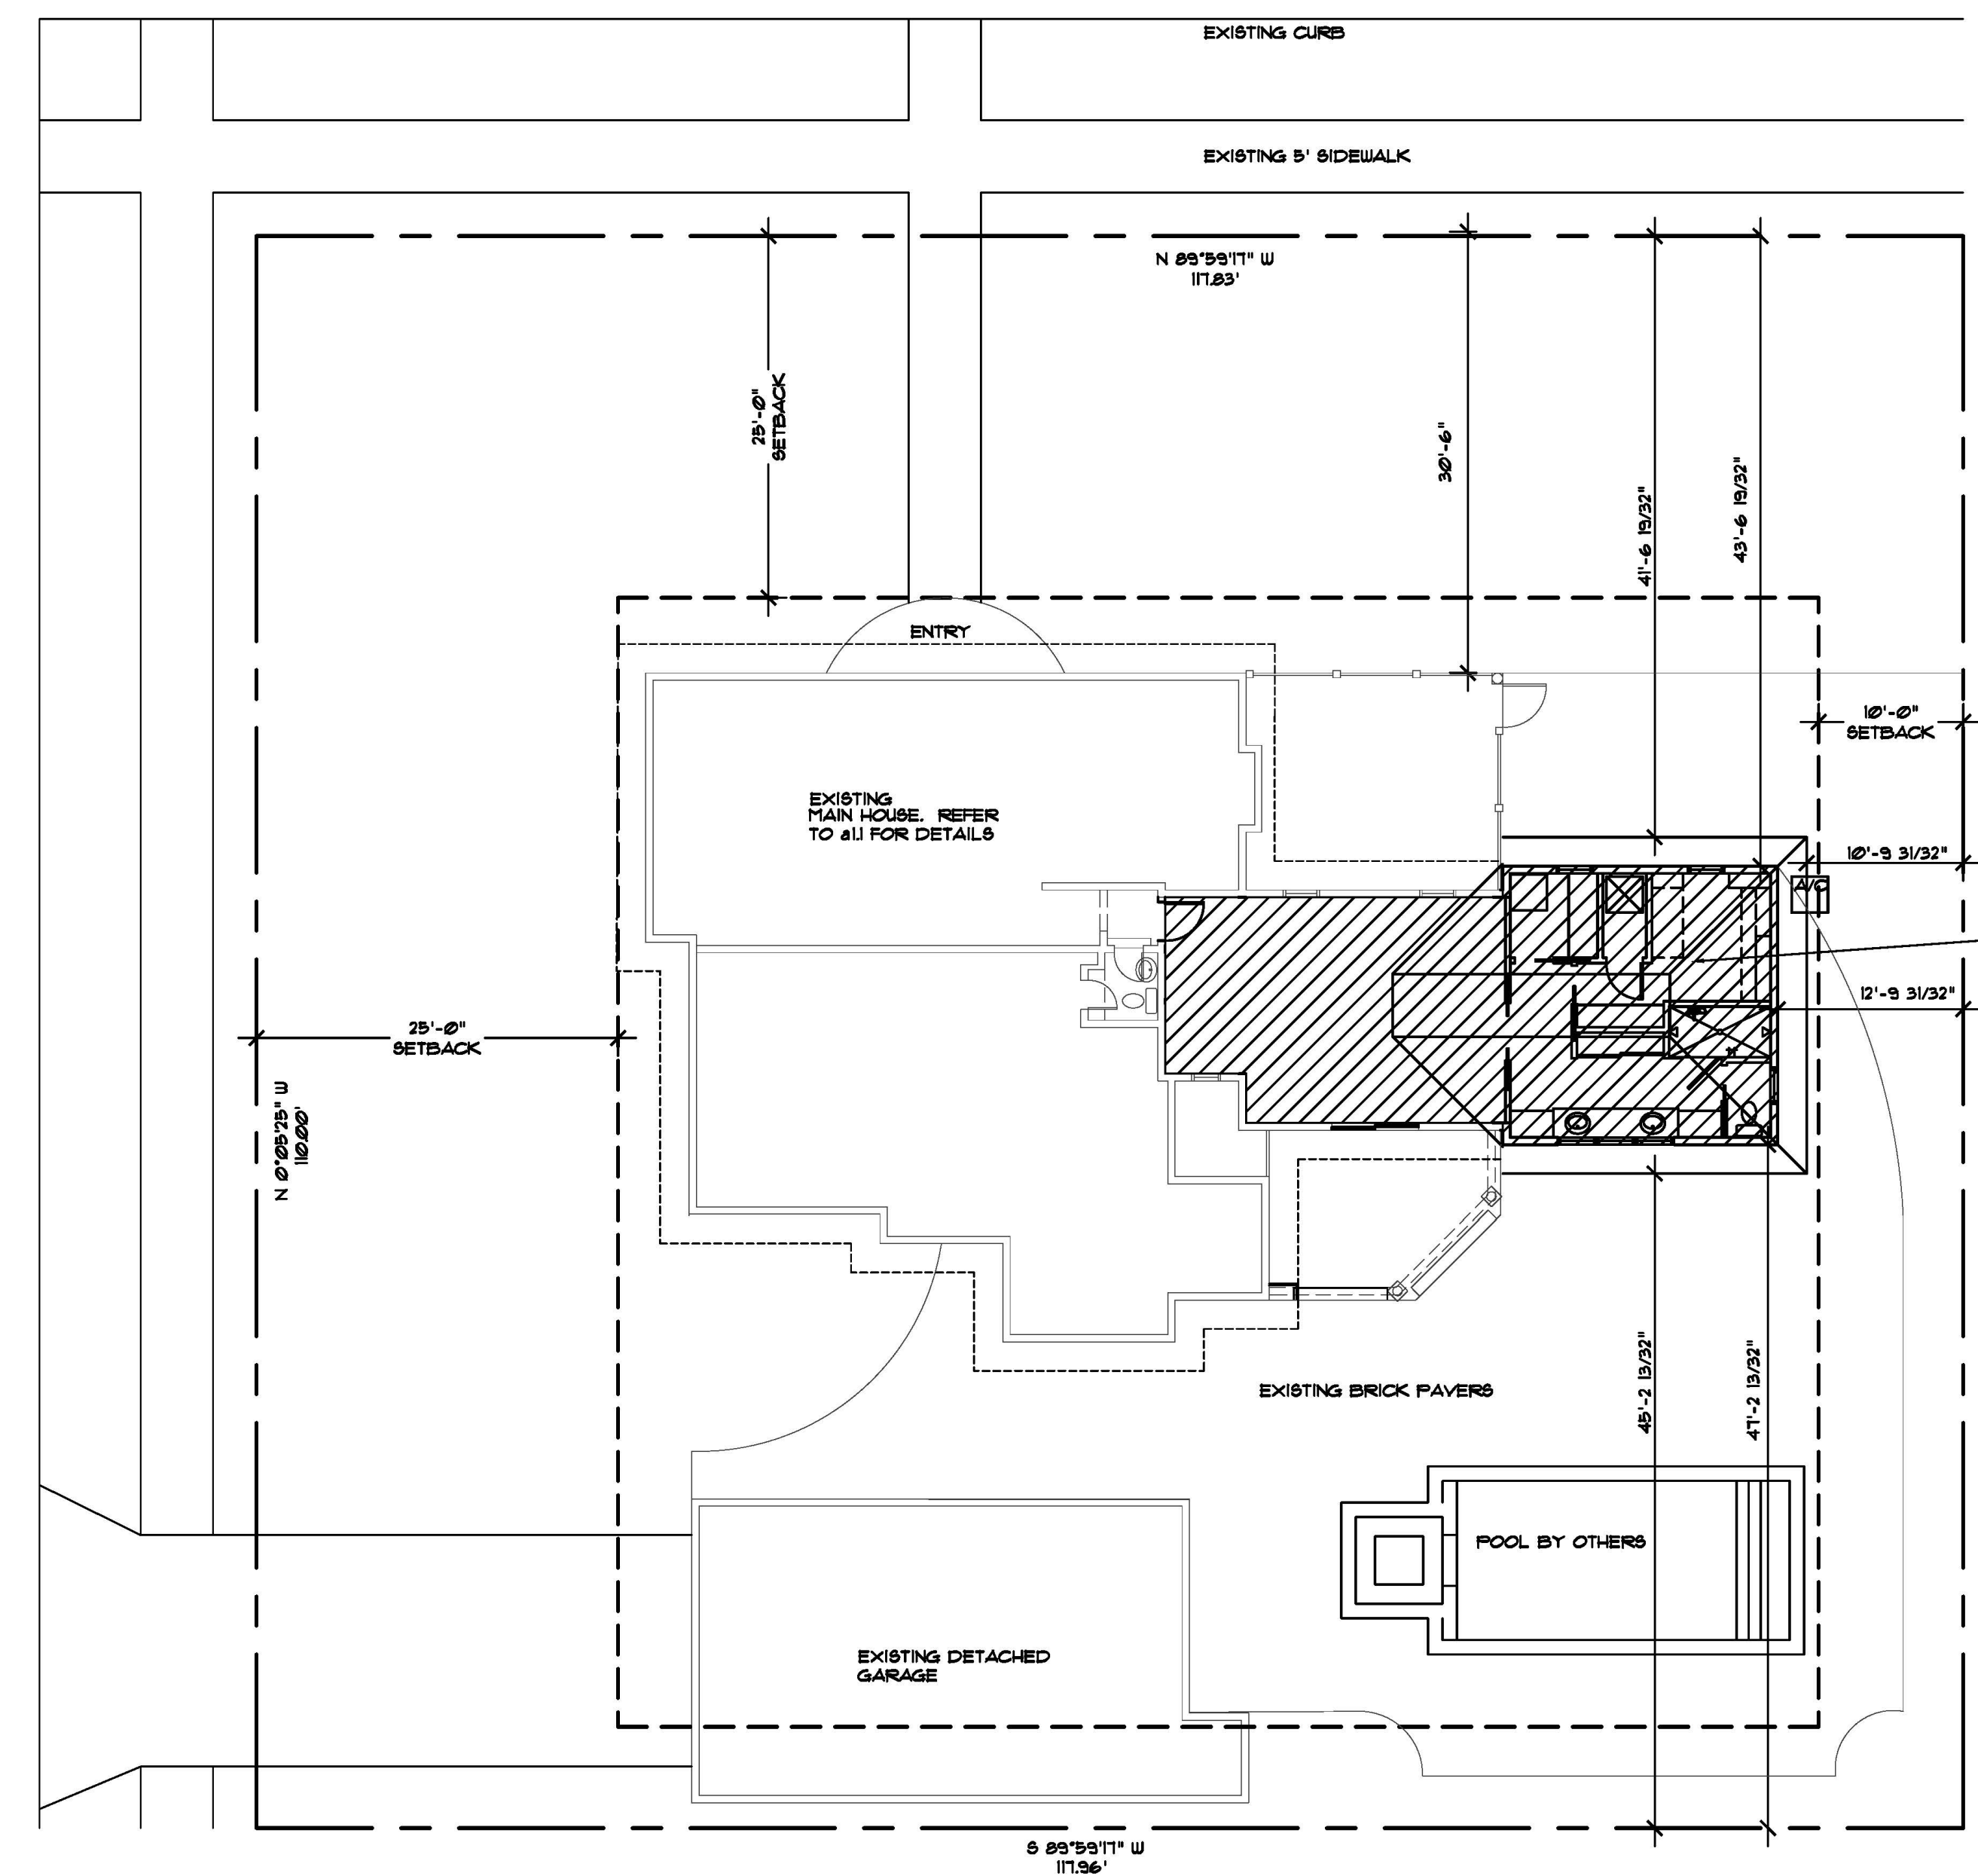 EXISTING CURB
EXISTING 5' SIDEWALK
N 89°59'17" W
117.83'
25'-0"
SETBACK
30'-6"
41'-6 19/32"
43'-6 19/32"
ENTRY
10'-0"
SETBACK
EXISTING
MAIN HOUSE. REFER
TO a1.1 FOR DETAILS
10'-9 31/32"
A/C
12'-9 31/32"
25'-0"
SETBACK
N 0°05'25" W
110.00'
45'-2 13/32"
47'-2 13/32"
EXISTING BRICK PAVERS
POOL BY OTHERS
EXISTING DETACHED
GARAGE
S 89°59'17" W
117.96'